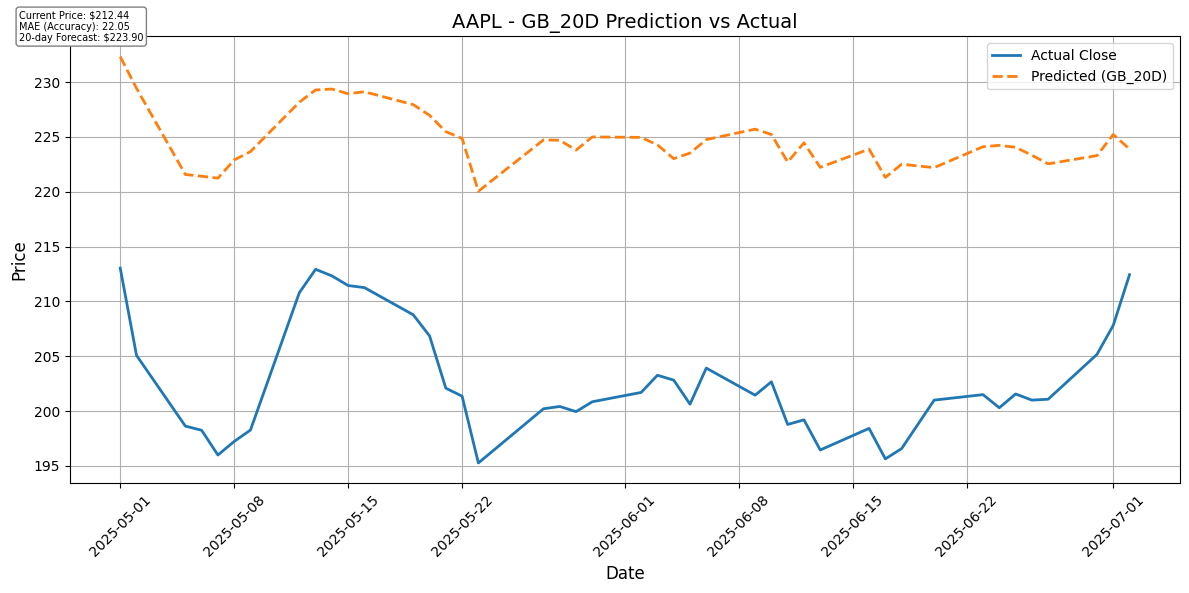 AAPL - GB_20D Prediction vs Actual
Current Price: $212.44
MAE (Accuracy): 22.05
20-day Forecast: $223.90
Actual Close
Predicted (GB_20D)
Price
230
225
220
215
210
205
200
195
2025-05-01
2025-05-08
2025-05-15
2025-05-22
2025-06-01
2025-06-08
2025-06-15
2025-06-22
2025-07-01
Date